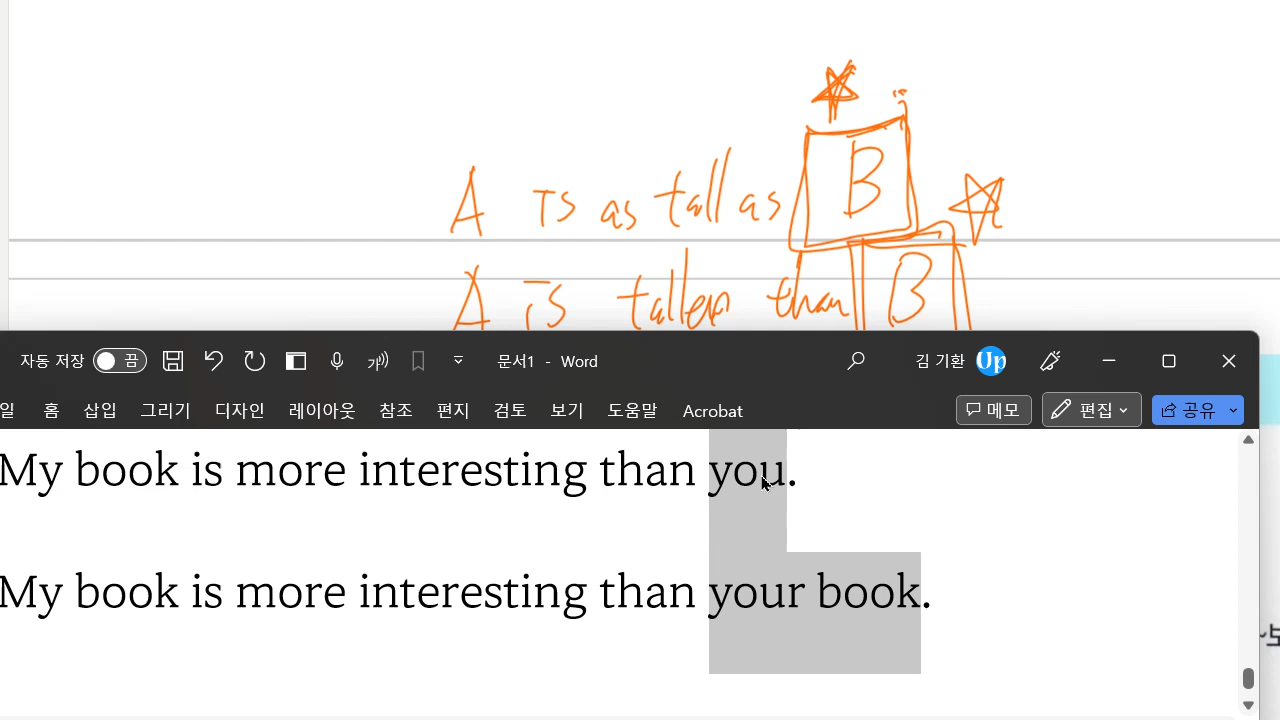 A is as tall as B
A is taller than B
자동 저장 끔 가)) 문서1 - Word 김 기환 Up
일 홈 삽입 그리기 디자인 레이아웃 참조 편지 검토 보기 도움말 Acrobat 메모 편집 공유
My book is more interesting than you.
My book is more interesting than your book.